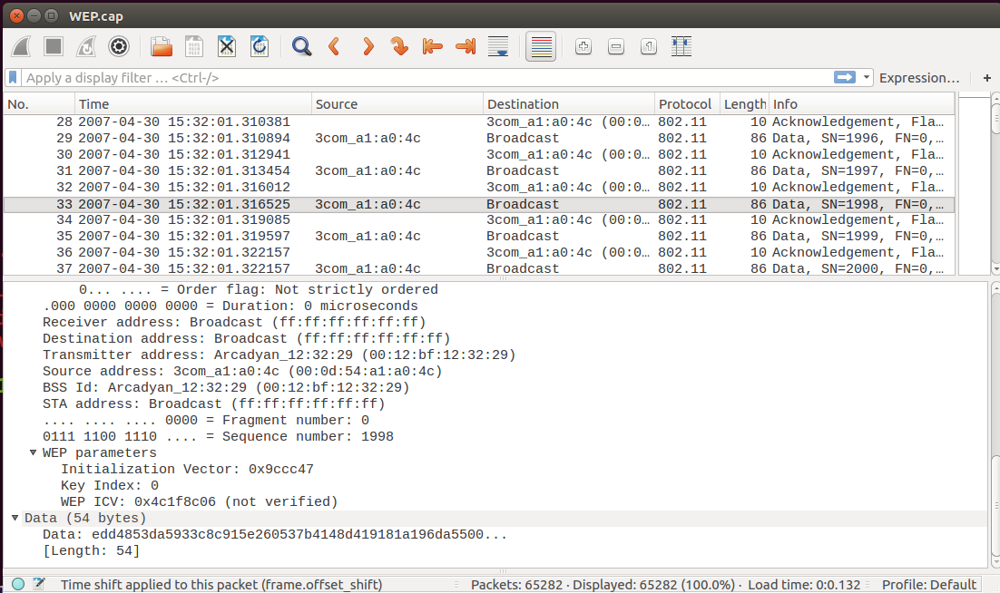 WEP.cap
Apply a display filter … <Ctrl-/>
Expression…
+
No. Time Source Destination Protocol Length Info
28 2007-04-30 15:32:01.310381 3com_a1:a0:4c (00:0… 802.11 10 Acknowledgement, Fla…
29 2007-04-30 15:32:01.310894 3com_a1:a0:4c Broadcast 802.11 86 Data, SN=1996, FN=0,…
30 2007-04-30 15:32:01.312941 3com_a1:a0:4c (00:0… 802.11 10 Acknowledgement, Fla…
31 2007-04-30 15:32:01.313454 3com_a1:a0:4c Broadcast 802.11 86 Data, SN=1997, FN=0,…
32 2007-04-30 15:32:01.316012 3com_a1:a0:4c (00:0… 802.11 10 Acknowledgement, Fla…
33 2007-04-30 15:32:01.316525 3com_a1:a0:4c Broadcast 802.11 86 Data, SN=1998, FN=0,…
34 2007-04-30 15:32:01.319085 3com_a1:a0:4c (00:0… 802.11 10 Acknowledgement, Fla…
35 2007-04-30 15:32:01.319597 3com_a1:a0:4c Broadcast 802.11 86 Data, SN=1999, FN=0,…
36 2007-04-30 15:32:01.322157 3com_a1:a0:4c (00:0… 802.11 10 Acknowledgement, Fla…
37 2007-04-30 15:32:01.322157 3com_a1:a0:4c Broadcast 802.11 86 Data, SN=2000, FN=0,…
0... .... = Order flag: Not strictly ordered
.000 0000 0000 0000 = Duration: 0 microseconds
Receiver address: Broadcast (ff:ff:ff:ff:ff:ff)
Destination address: Broadcast (ff:ff:ff:ff:ff:ff)
Transmitter address: Arcadyan_12:32:29 (00:12:bf:12:32:29)
Source address: 3com_a1:a0:4c (00:0d:54:a1:a0:4c)
BSS Id: Arcadyan_12:32:29 (00:12:bf:12:32:29)
STA address: Broadcast (ff:ff:ff:ff:ff:ff)
.... .... .... 0000 = Fragment number: 0
0111 1100 1110 .... = Sequence number: 1998
WEP parameters
Initialization Vector: 0x9ccc47
Key Index: 0
WEP ICV: 0x4c1f8c06 (not verified)
Data (54 bytes)
Data: edd4853da5933c8c915e260537b4148d419181a196da5500...
[Length: 54]
Time shift applied to this packet (frame.offset_shift)
Packets: 65282 · Displayed: 65282 (100.0%) · Load time: 0:0.132
Profile: Default